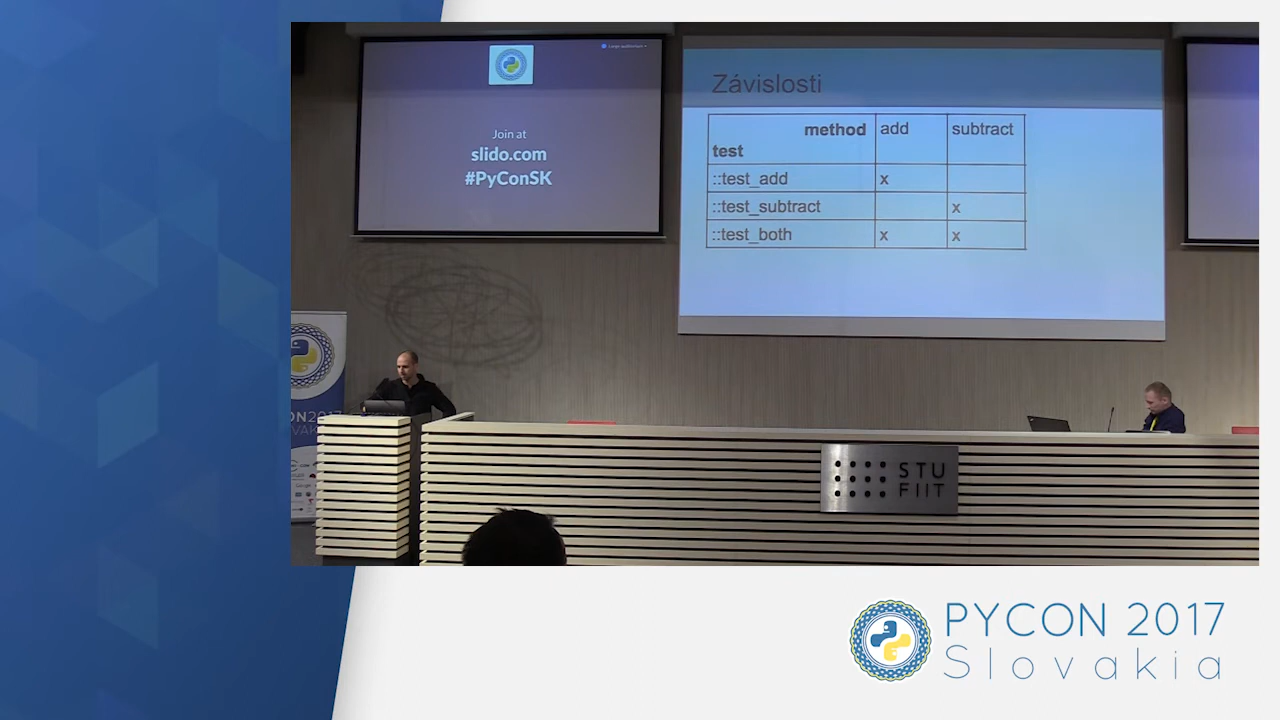 Join at
slido.com
#PyConSK
Závislosti
method add subtract
test
::test_add x
::test_subtract x
::test_both x x
STU
FIIT
PYCON 2017
Slovakia